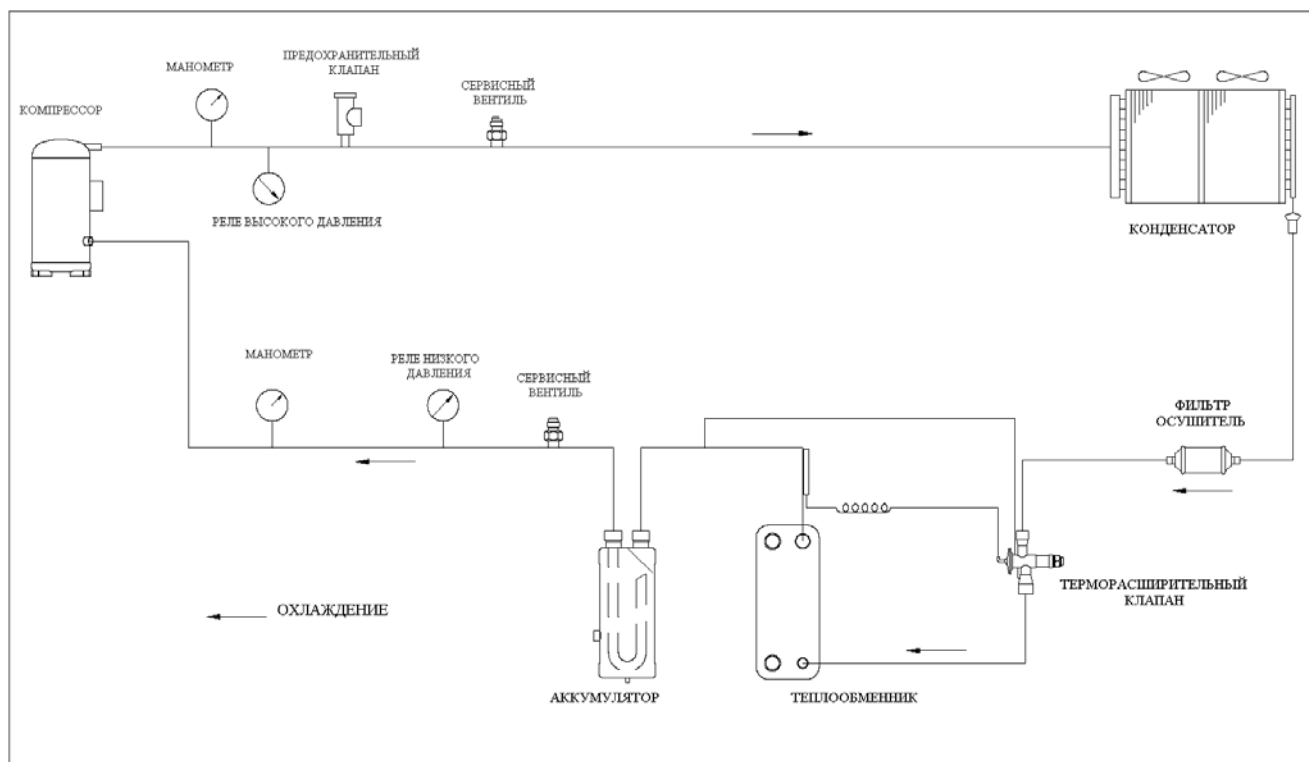 ПРЕДОХРАНИТЕЛЬНЫЙ
КЛАПАН
МАНОМЕТР
СЕРВИСНЫЙ
ВЕНТИЛЬ
КОМПРЕССОР
РЕЛЕ ВЫСОКОГО ДАВЛЕНИЯ
КОНДЕНСАТОР
МАНОМЕТР
РЕЛЕ НИЗКОГО
ДАВЛЕНИЯ
СЕРВИСНЫЙ
ВЕНТИЛЬ
ФИЛЬТР
ОСУШИТЕЛЬ
ТЕРМОРАСШИРИТЕЛЬНЫЙ
КЛАПАН
ОХЛАЖДЕНИЕ
АККУМУЛЯТОР
ТЕПЛООБМЕННИК